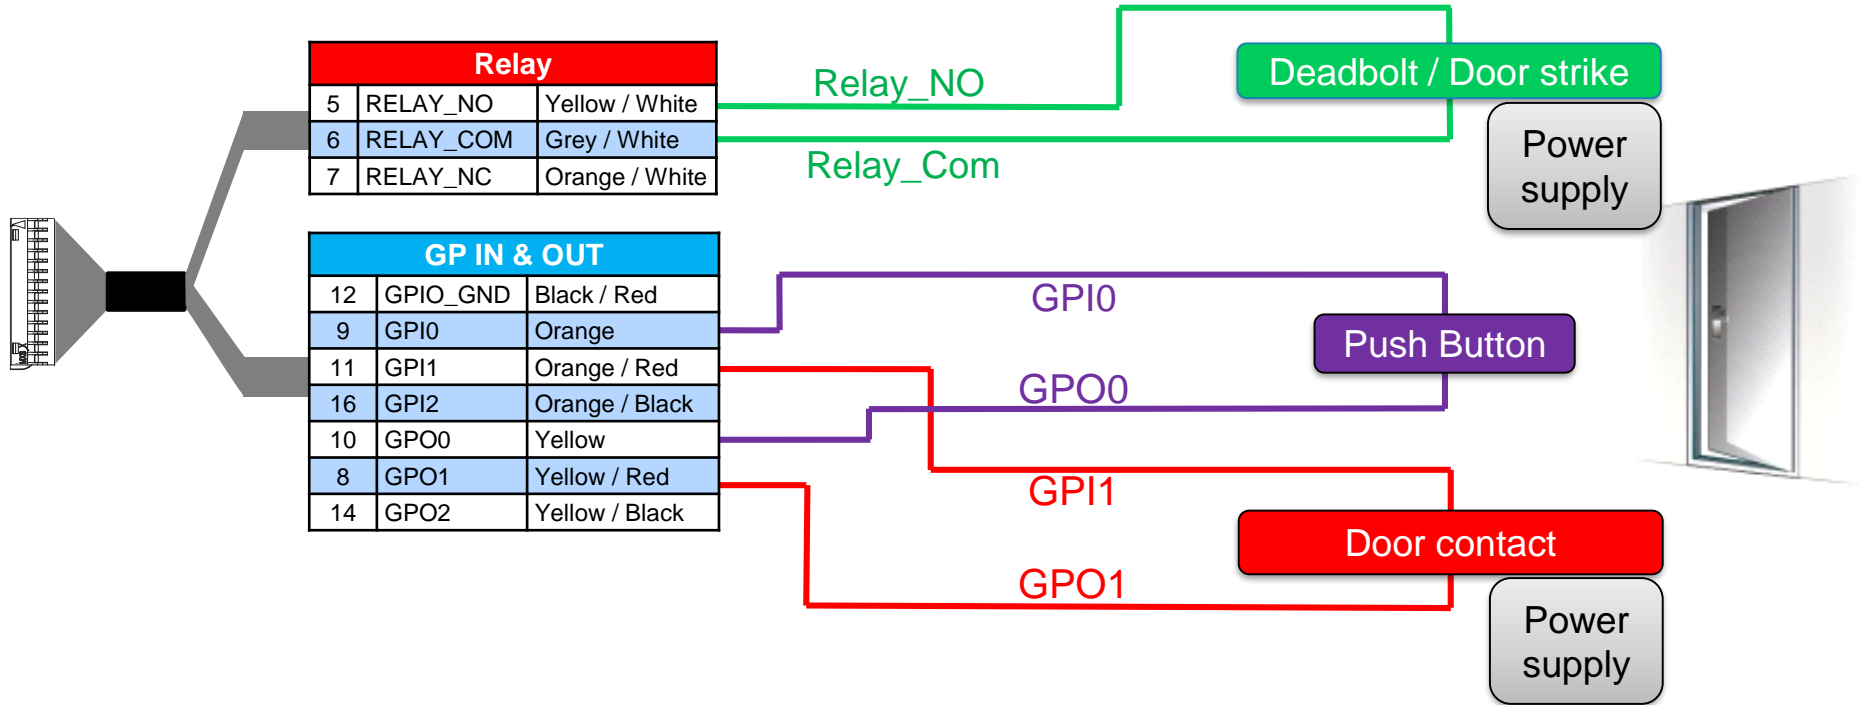 Relay
5 RELAY_NO Yellow / White
6 RELAY_COM Grey / White
7 RELAY_NC Orange / White
GP IN & OUT
12 GPIO_GND Black / Red
9 GPI0 Orange
11 GPI1 Orange / Red
16 GPI2 Orange / Black
10 GPO0 Yellow
8 GPO1 Yellow / Red
14 GPO2 Yellow / Black
Relay_NO
Relay_Com
Deadbolt / Door strike
Power
supply
GPI0
Push Button
GPO0
GPI1
Door contact
GPO1
Power
supply